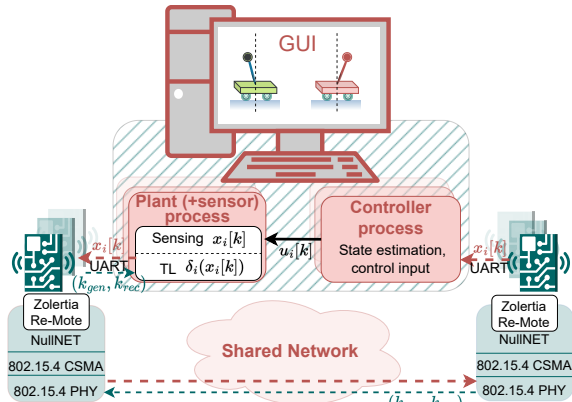 GUI
Plant (+sensor)
process
Sensing x_i[k]
TL δ_i(x_i[k])
u_i[k]
Controller process
State estimation,
control input
x_i[k]
UART
(k_gen, k_rec)
x_i[k]
UART
Zolertia
Re-Mote
NullNET
802.15.4 CSMA
802.15.4 PHY
Shared Network
Zolertia
Re-Mote
NullNET
802.15.4 CSMA
802.15.4 PHY